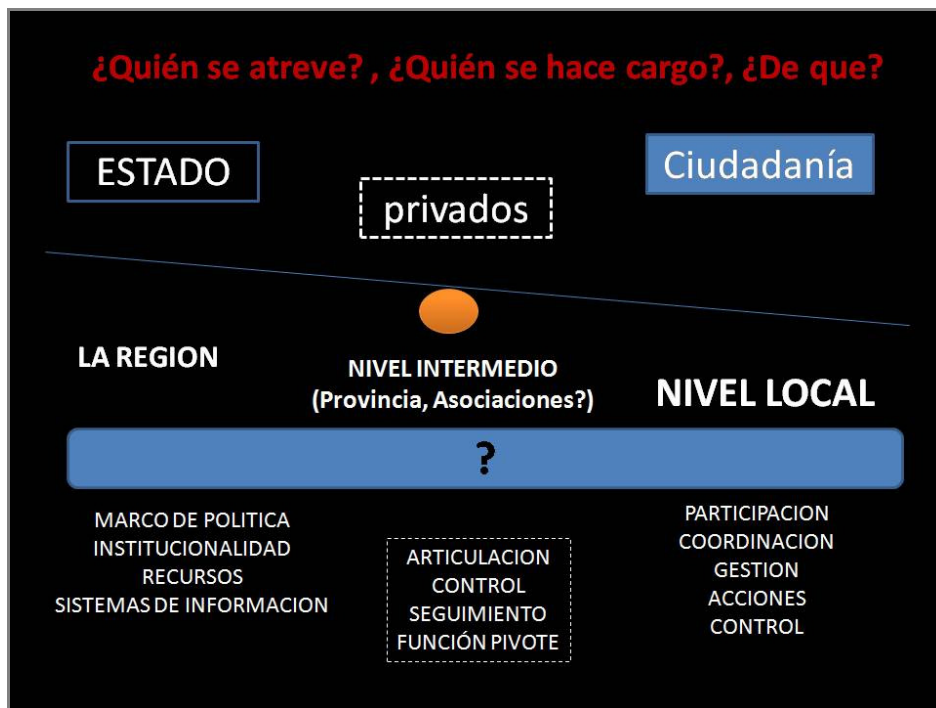 ¿Quién se atreve? , ¿Quién se hace cargo?, ¿De que?
ESTADO
privados
Ciudadanía
LA REGION
NIVEL INTERMEDIO
(Provincia, Asociaciones?)
NIVEL LOCAL
?
MARCO DE POLITICA
INSTITUCIONALIDAD
RECURSOS
SISTEMAS DE INFORMACION
ARTICULACION
CONTROL
SEGUIMIENTO
FUNCIÓN PIVOTE
PARTICIPACION
COORDINACION
GESTION
ACCIONES
CONTROL